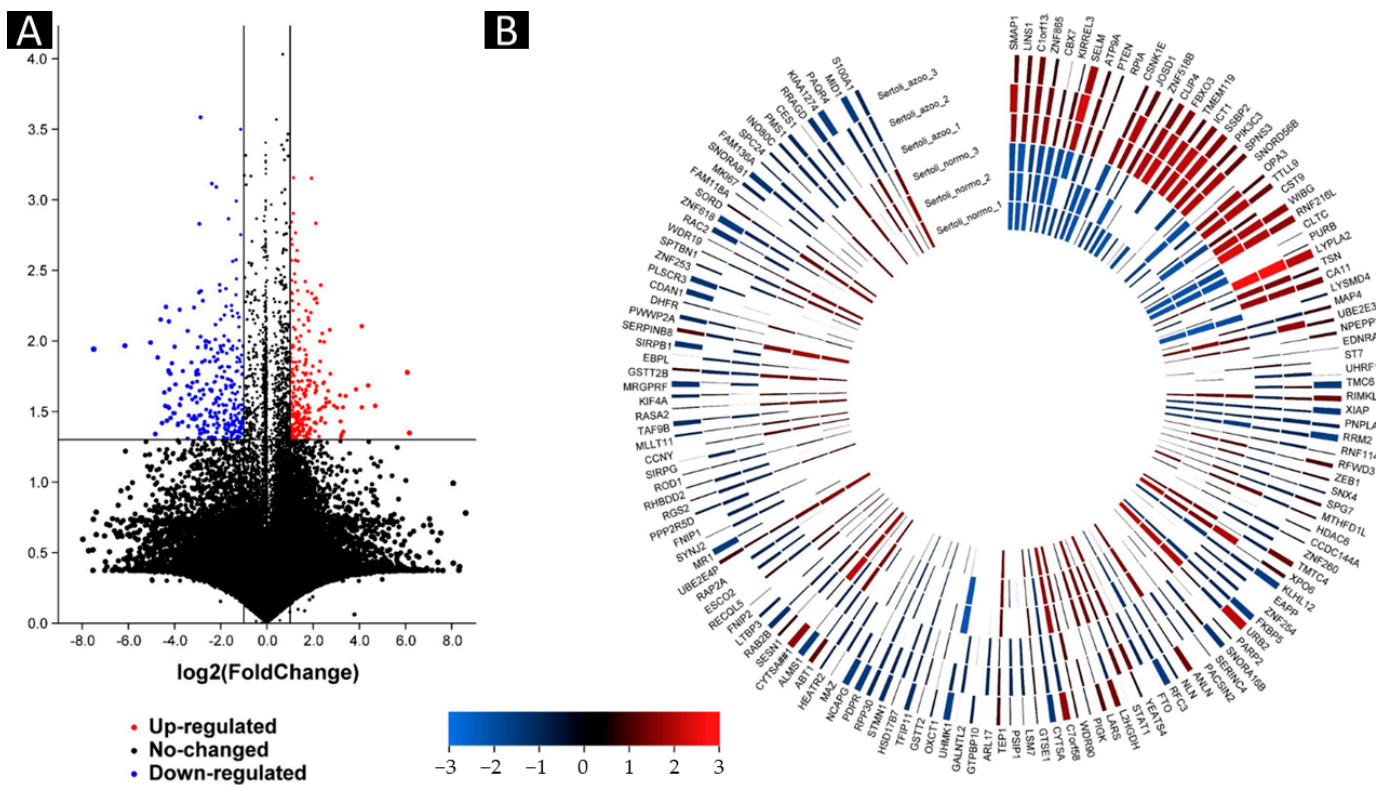 A
4.0
3.5
3.0
2.5
2.0
1.5
1.0
0.5
0.0
-8.0 -6.0 -4.0 -2.0 0.0 2.0 4.0 6.0 8.0
log2(FoldChange)
Up-regulated
No-changed
Down-regulated
B
SMAP1
LINS1
C1orf13.
ZNF865
CBX7
KIRREL3
SELM
ATP9A
PTEN
RPIA
CSNK1E
JOSD1
ZNF518B
CLIP4
FBXO3
TMEM119
ICT1
SSBP2
PIK3C3
SPNS3
SNORD56B
OPA3
TTLL9
CST9
WIBG
RNF216L
CLTC
PURB
LYPLA2
TSN
CA11
LYSMD4
MAP4
UBE2E3
NPEPP
EDNRA
ST7
UHRF1
TMC6
RIMKL
XIAP
PNPLA
RRM2
RNF114
RFWD3
ZEB1
SNX4
SPG7
MTHFD1L
HDAC6
CCDC144A
ZNF260
TMTC4
XPO6
KLHL12
EAPP
ZNF254
FKBP5
URB2
PARP2
SNORA16B
SERINC4
PACSIN2
ANLN
NLN
RFC3
FTO
YEATS4
STAT1
L2HGDH
LARS
PIGK
WDR90
C7orf58
CYTSA
GTSE1
LSM7
PSIP1
TEP1
ARL17
GTPBP10
GALNTL2
UHMK1
OXCT1
GSTT2
TFIP11
HSD17B7
STMN1
RPP30
PDPR
NCAPG
MAZ
HEATR2
ABT1
ALMS1
CYTSA##1
SESN1
RAB2B
LTBP3
FNIP2
RECQL5
ESCO2
RAP2A
UBE2E4P
MR1
SYNJ2
FNIP1
PPP2R5D
RGS2
RHBDD2
ROD1
SIRPG
CCNY
MLLT11
TAF9B
RASA2
KIF4A
MRGPRF
GSTT2B
EBPL
SIRPB1
SERPINB8
PWWP2A
DHFR
CDAN1
PLSCR3
ZNF253
SPTBN1
WDR19
RAC2
ZNF618
SORD
FAM118A
MKI67
SNORA81
FAM136A
SPC24
INO80C
PMS1
CES1
RRAGD
KIAA1274
PAQR4
MID1
S100A1
Sertoli_azoo_3
Sertoli_azoo_2
Sertoli_azoo_1
Sertoli_normo_3
Sertoli_normo_2
Sertoli_normo_1
−3 −2 −1 0 1 2 3